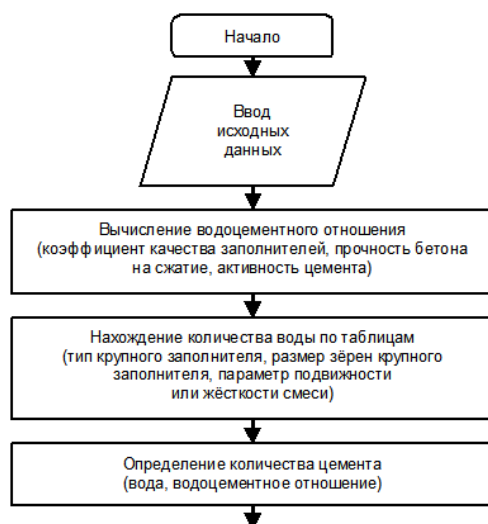 Начало
Ввод
исходных
данных
Вычисление водоцементного отношения
(коэффициент качества заполнителей, прочность бетона
на сжатие, активность цемента)
Нахождение количества воды по таблицам
(тип крупного заполнителя, размер зёрен крупного
заполнителя, параметр подвижности
или жёсткости смеси)
Определение количества цемента
(вода, водоцементное отношение)